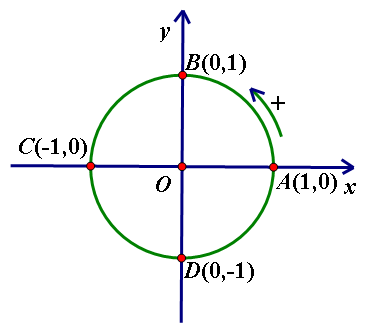 y
B(0,1)
+
C(-1,0)
O
A(1,0)
x
D(0,-1)